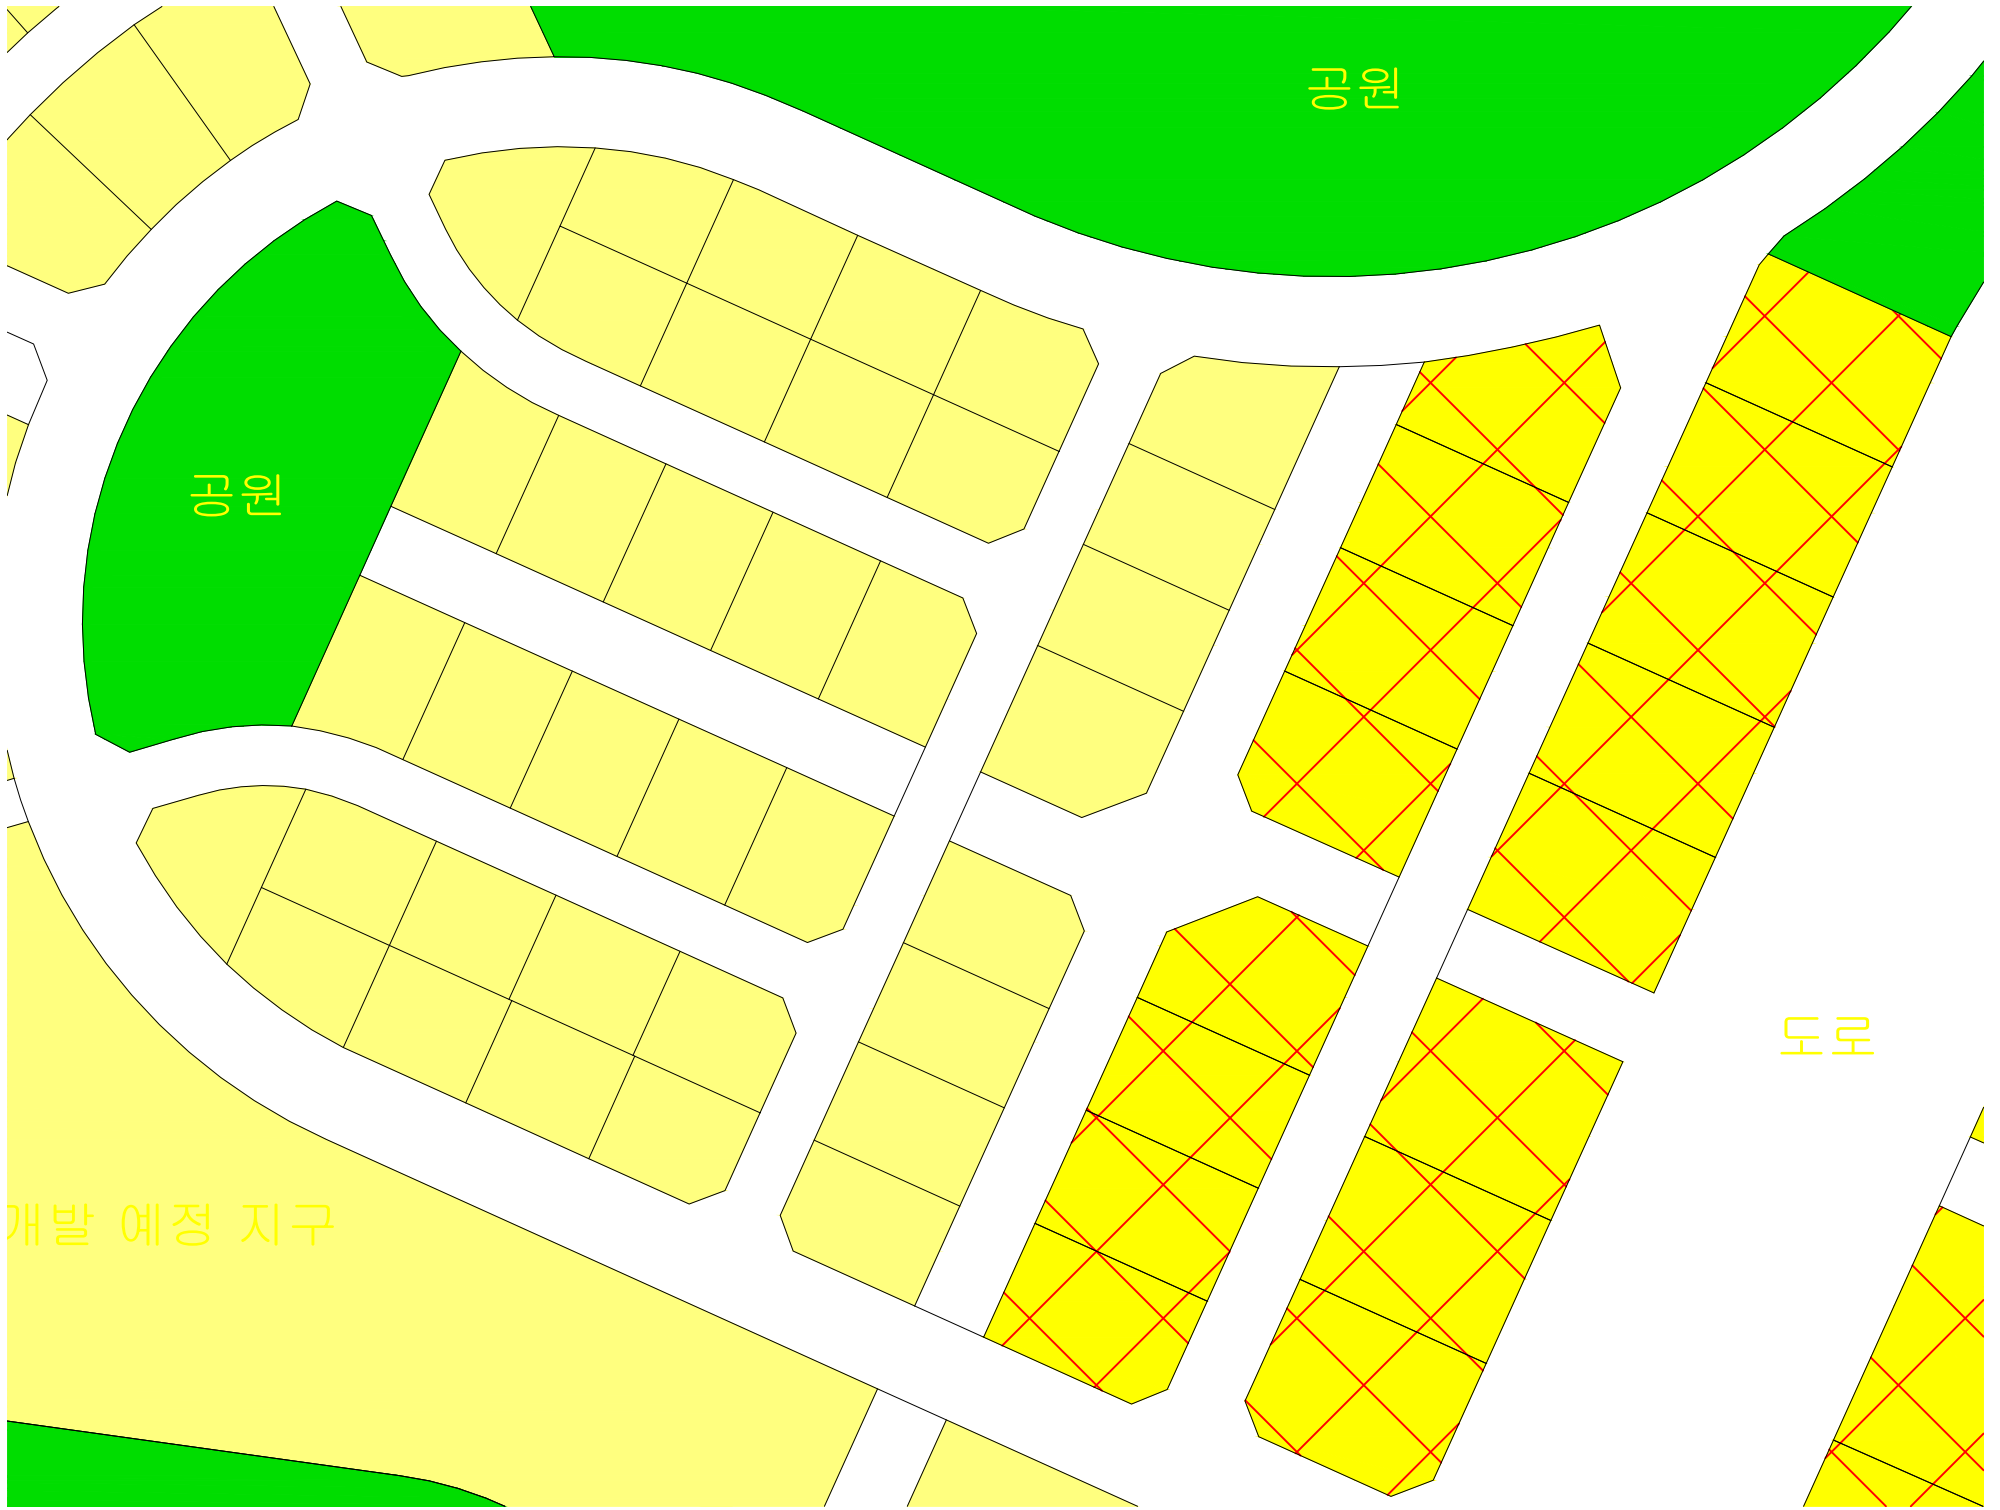 공원
공원
도로
개발 예정 지구